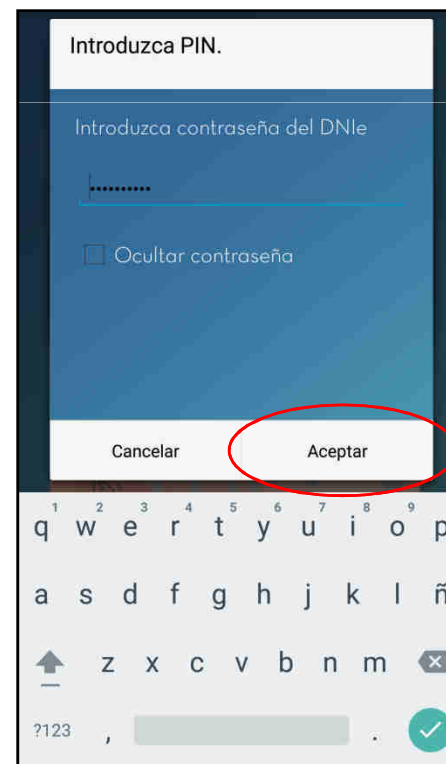 Introduzca PIN.
Introduzca contraseña del DNIe
••••••••••
Ocultar contraseña
Cancelar Aceptar
1 2 3 4 5 6 7 8 9
q w e r t y u i o p
a s d f g h j k l ñ
z x c v b n m
?123 , .